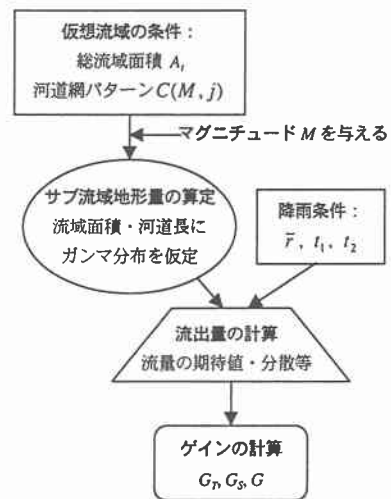 仮想流域の条件：
総流域面積 A_t
河道網パターン C(M, j)
マグニチュード M を与える
サブ流域地形量の算定
流域面積・河道長に
ガンマ分布を仮定
降雨条件：
r̄, t₁, t₂
流出量の計算
流量の期待値・分散等
ゲインの計算
G_T, G_S, G